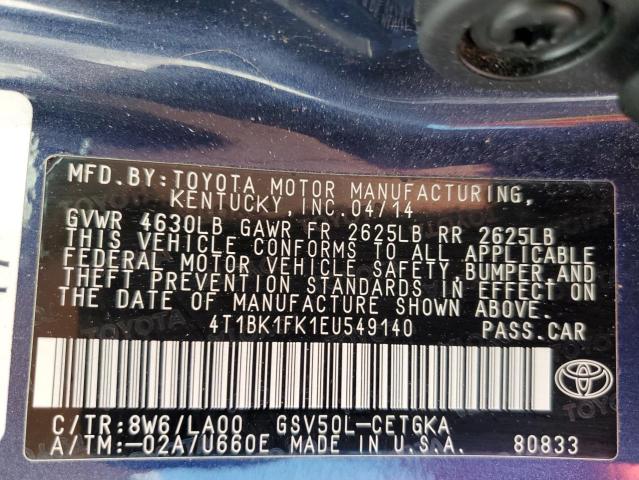 MFD. BY: TOYOTA MOTOR MANUFACTURING,
KENTUCKY, INC. 04/14
GVWR 4630LB GAWR FR 2625LB RR 2625LB
THIS VEHICLE CONFORMS TO ALL APPLICABLE
FEDERAL MOTOR VEHICLE SAFETY, BUMPER AND
THEFT PREVENTION STANDARDS IN EFFECT ON
THE DATE OF MANUFACTURE SHOWN ABOVE.
4T1BK1FK1EU549140 PASS.CAR
C/TR:8W6/LA00 GSV50L-CETGKA
A/TM:-02A/U660E MADE IN U.S.A. 80833